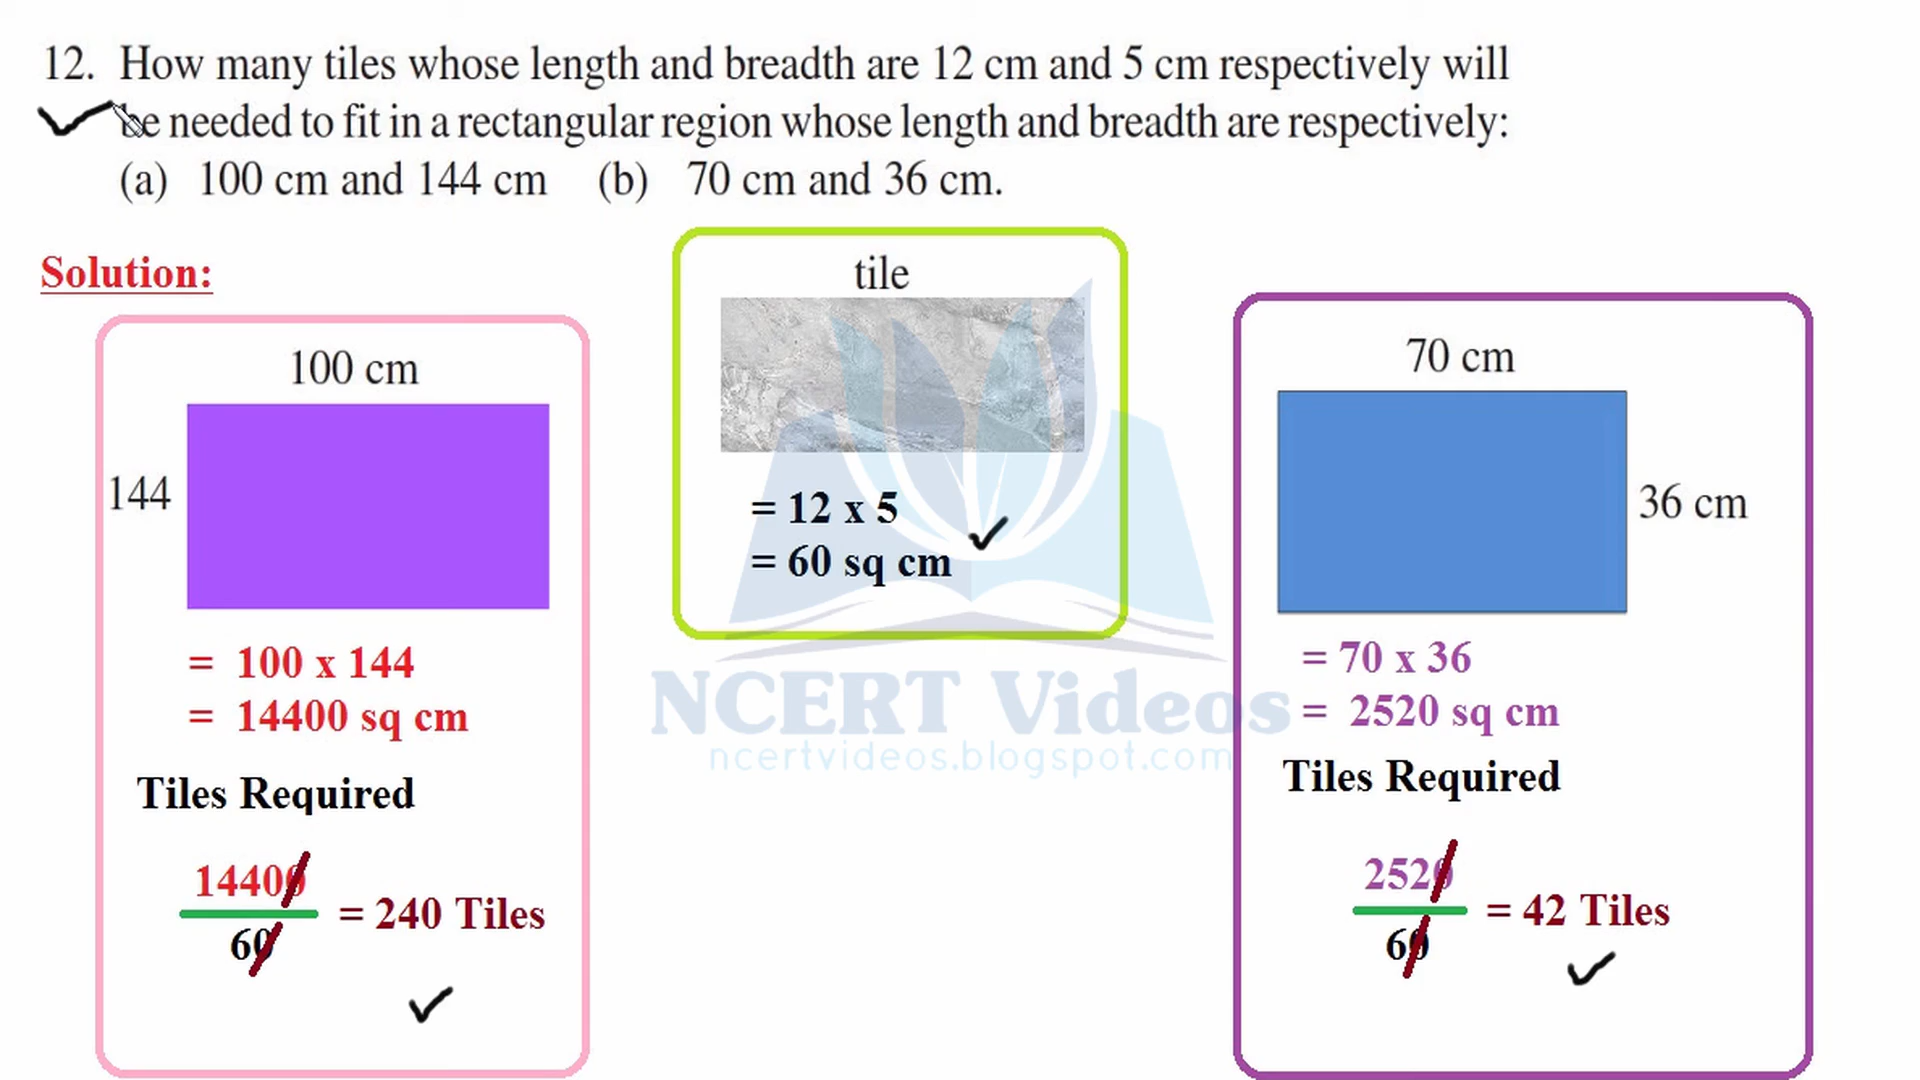 12. How many tiles whose length and breadth are 12 cm and 5 cm respectively will
be needed to fit in a rectangular region whose length and breadth are respectively:
(a) 100 cm and 144 cm (b) 70 cm and 36 cm.
Solution:
100 cm
144
= 100 x 144
= 14400 sq cm
Tiles Required
14400
60
= 240 Tiles
tile
= 12 x 5
= 60 sq cm
NCERT Videos
ncertvideos.blogspot.com
70 cm
36 cm
= 70 x 36
= 2520 sq cm
Tiles Required
2520
60
= 42 Tiles